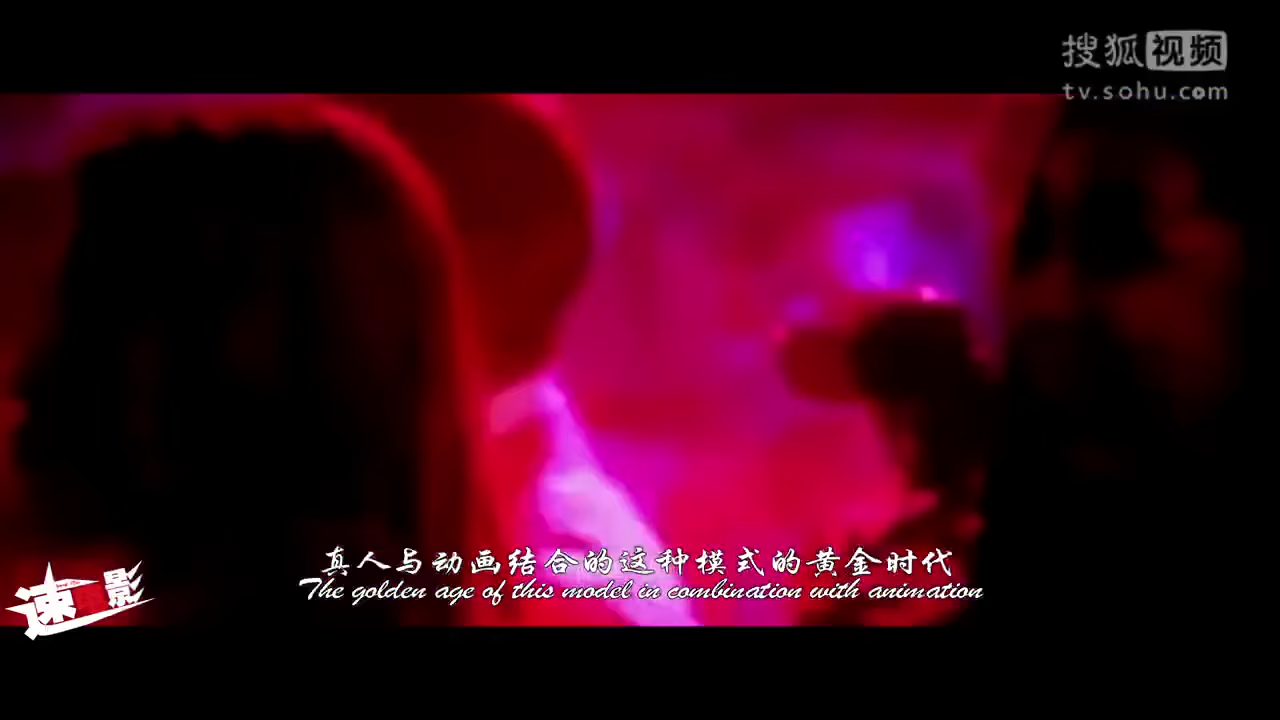 搜狐视频
tv.sohu.com
真人与动画结合的这种模式的黄金时代
The golden age of this model in combination with animation
速 影